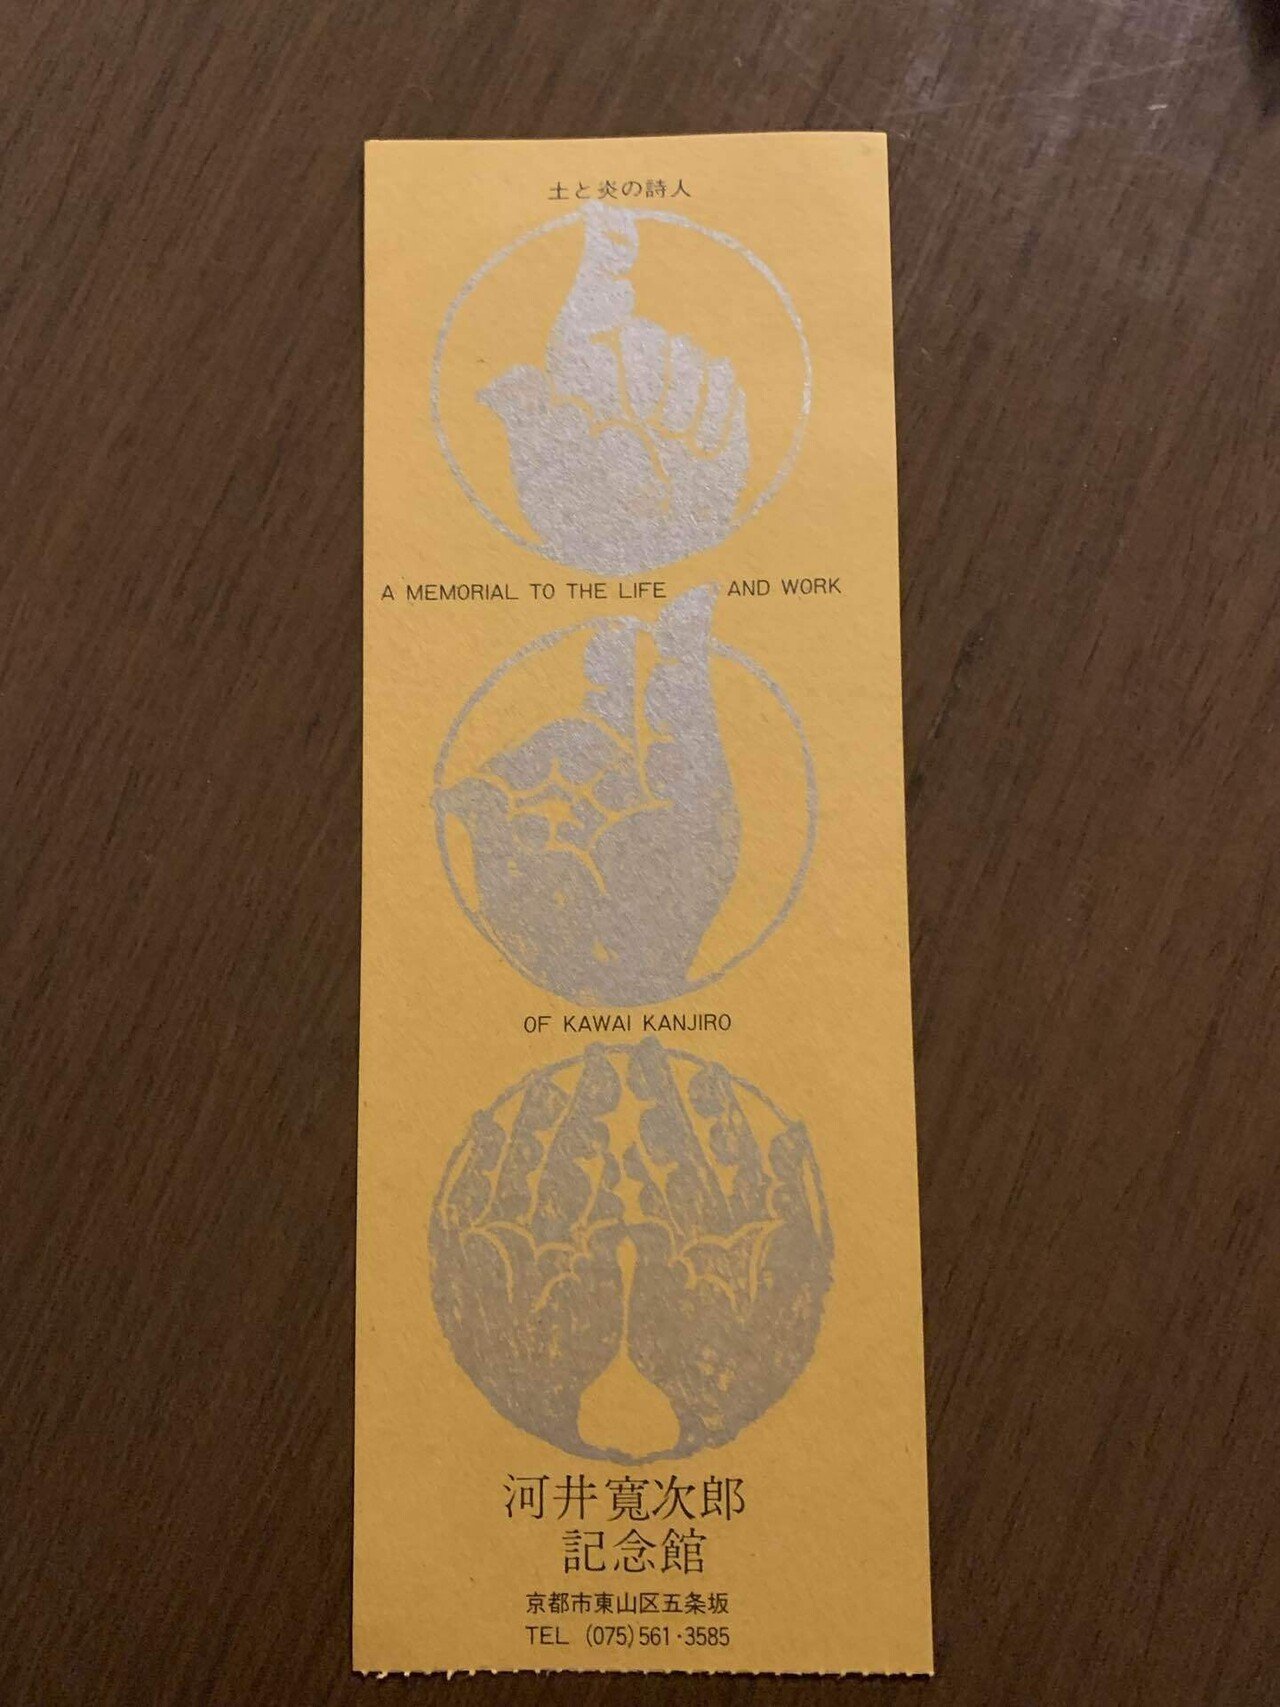 土と炎の詩人
A MEMORIAL TO THE LIFE AND WORK
OF KAWAI KANJIRO
河井寬次郎
記念館
京都市東山区五条坂
TEL (075)561·3585